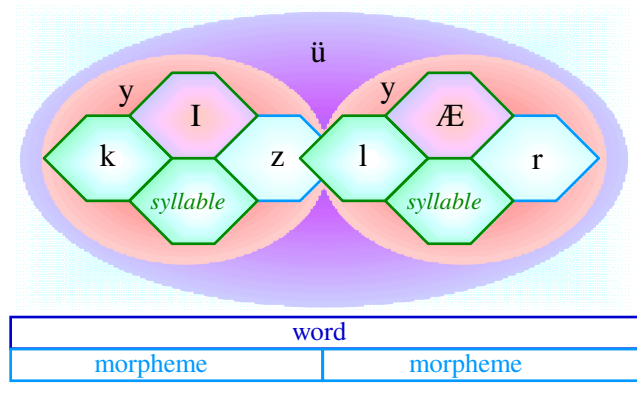 ü
y y
I Æ
k z l r
syllable syllable
word
morpheme morpheme